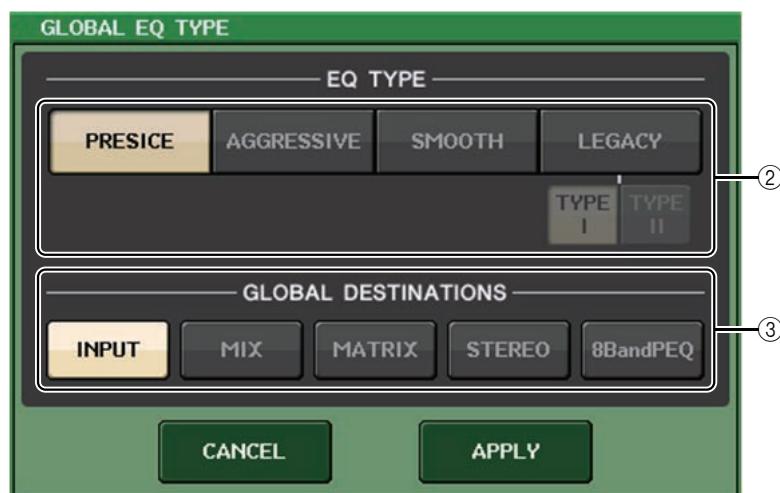 GLOBAL EQ TYPE
EQ TYPE
PRESICE AGGRESSIVE SMOOTH LEGACY
②
TYPE I TYPE II
GLOBAL DESTINATIONS
INPUT MIX MATRIX STEREO 8BandPEQ
③
CANCEL APPLY